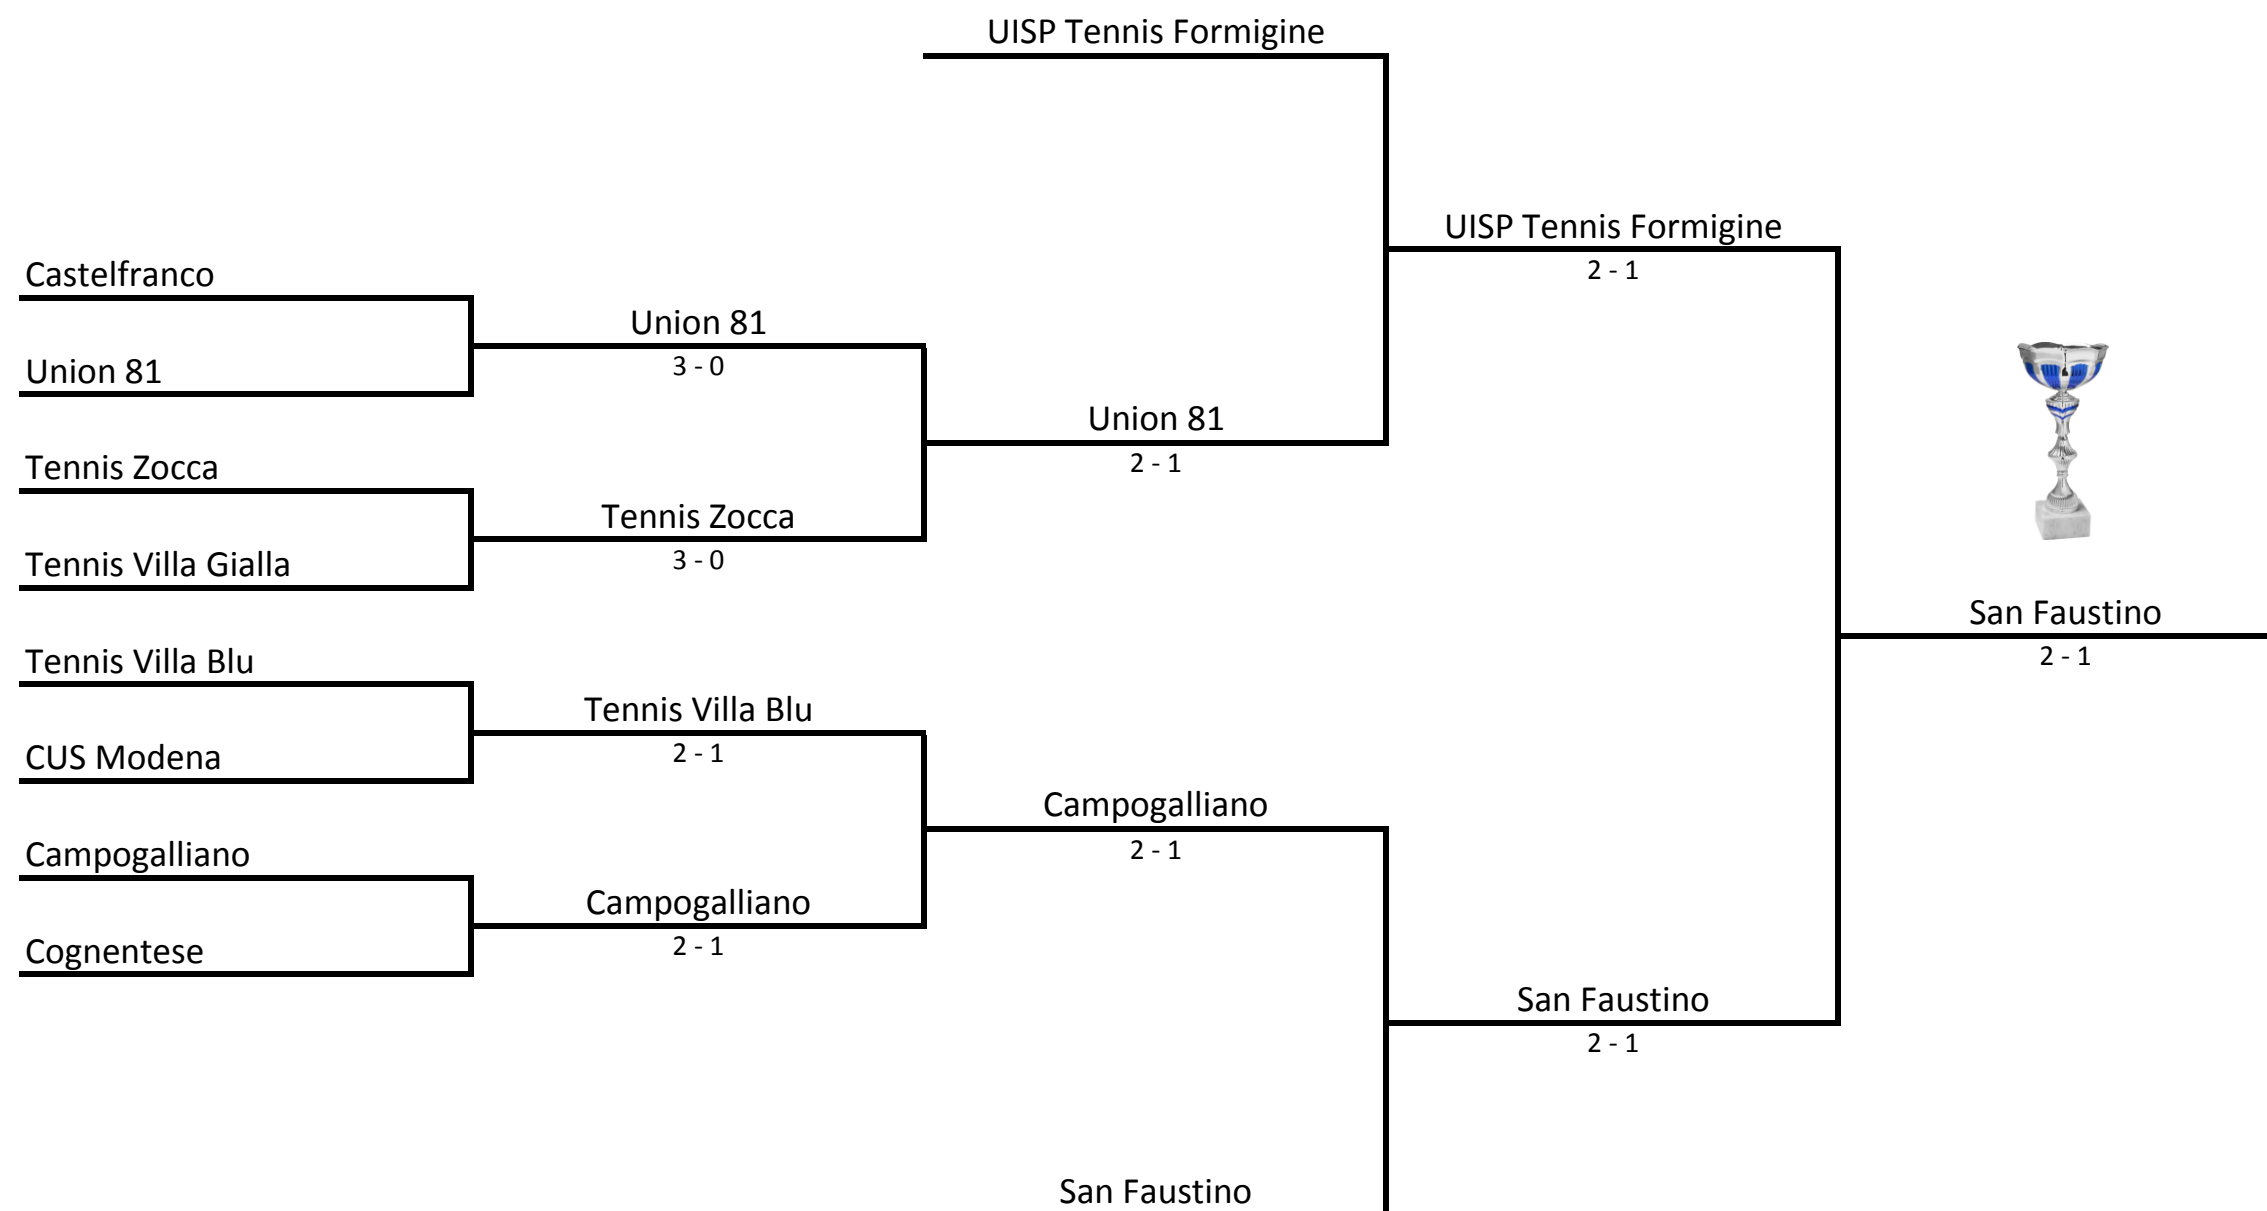 UISP Tennis Formigine
UISP Tennis Formigine
2 - 1
Castelfranco
Union 81
3 - 0
Union 81
Union 81
2 - 1
Tennis Zocca
Tennis Zocca
3 - 0
Tennis Villa Gialla
San Faustino
2 - 1
Tennis Villa Blu
Tennis Villa Blu
2 - 1
CUS Modena
Campogalliano
2 - 1
Campogalliano
Campogalliano
2 - 1
Cognentese
San Faustino
2 - 1
San Faustino